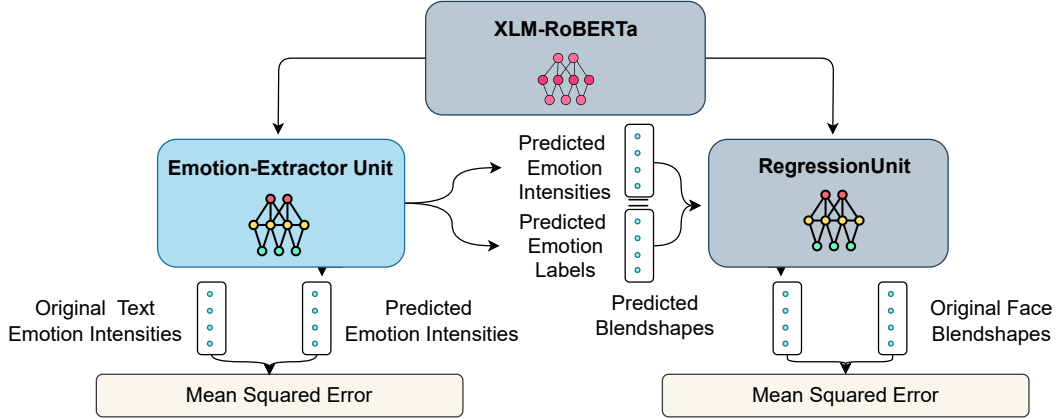 XLM-RoBERTa
Emotion-Extractor Unit
Predicted
Emotion
Intensities
Predicted
Emotion
Labels
RegressionUnit
Original Text
Emotion Intensities
Predicted
Emotion Intensities
Predicted
Blendshapes
Original Face
Blendshapes
Mean Squared Error
Mean Squared Error